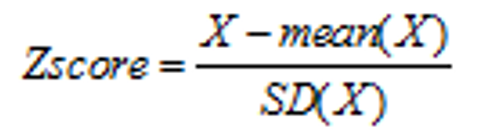 Zscore = X − mean(X) / SD(X)